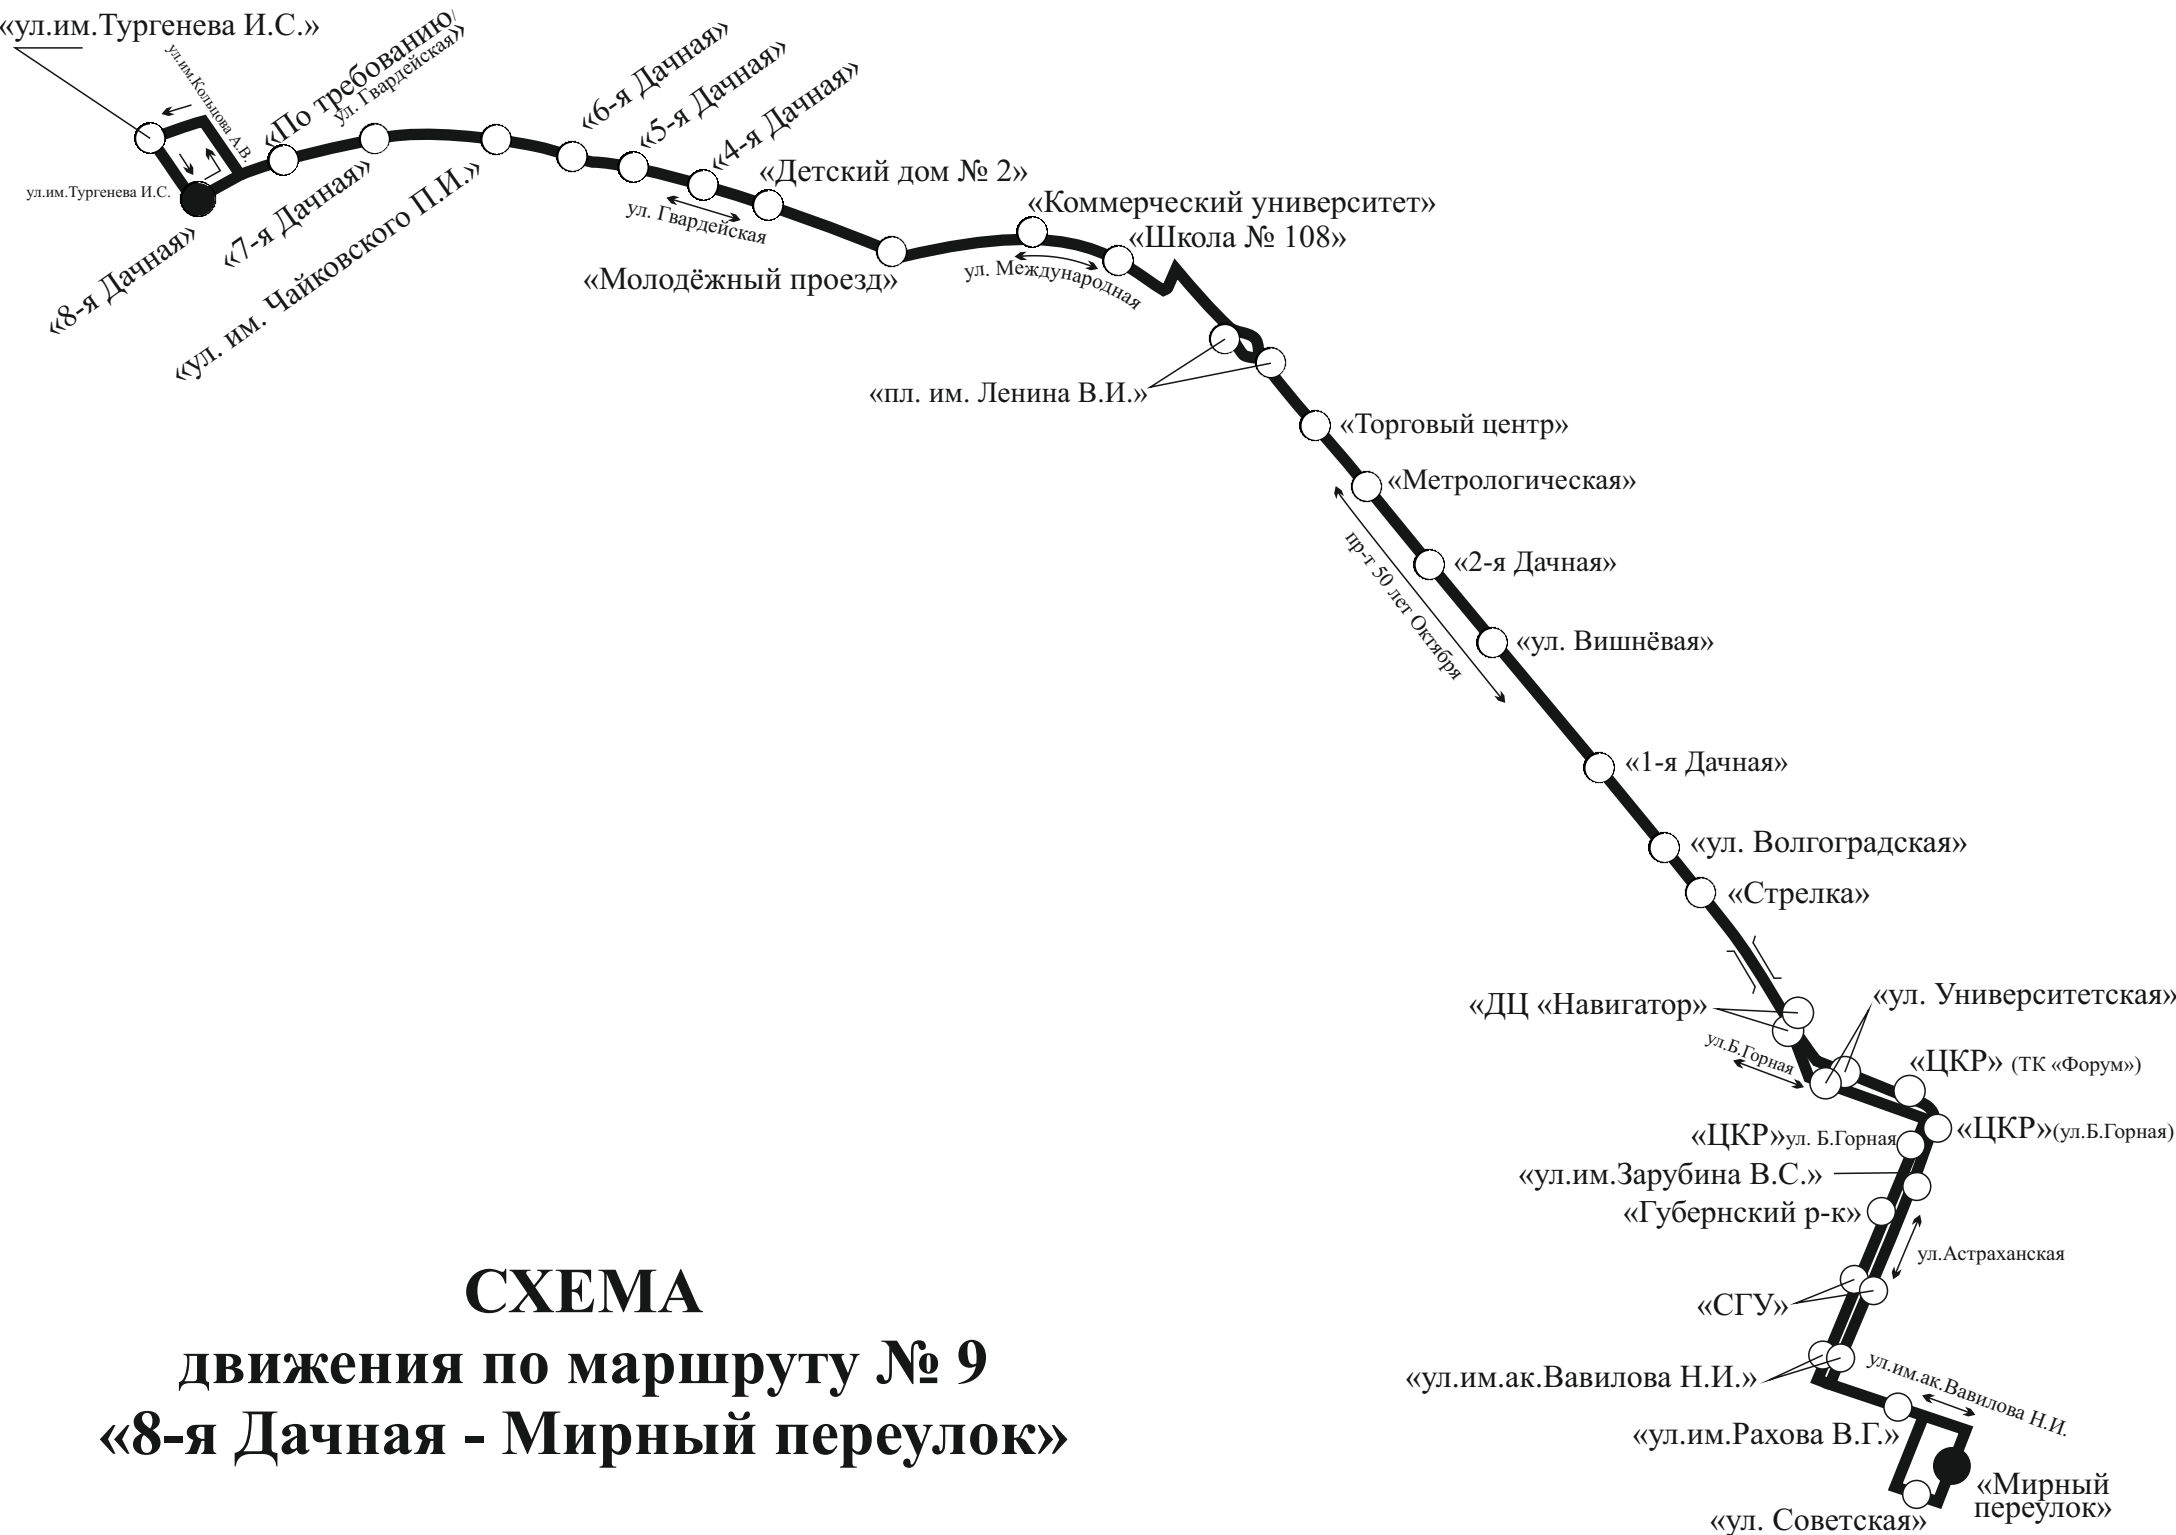 «ул.им.Тургенева И.С.»
ул.им.Кольцова А.В.
«По требованию/
ул. Гвардейская»
ул.им.Тургенева И.С.
«8-я Дачная»
«7-я Дачная»
«ул. им. Чайковского П.И.»
«6-я Дачная»
«5-я Дачная»
«4-я Дачная»
«Детский дом № 2»
ул. Гвардейская
«Молодёжный проезд»
«Коммерческий университет»
«Школа № 108»
ул. Международная
«пл. им. Ленина В.И.»
«Торговый центр»
«Метрологическая»
пр-т 50 лет Октября
«2-я Дачная»
«ул. Вишнёвая»
«1-я Дачная»
«ул. Волгоградская»
«Стрелка»
«ДЦ «Навигатор»
«ул. Университетская»
ул.Б.Горная
«ЦКР» (ТК «Форум»)
«ЦКР»(ул.Б.Горная)
«ЦКР»ул. Б.Горная
«ул.им.Зарубина В.С.»
«Губернский р-к»
ул.Астраханская
«СГУ»
«ул.им.ак.Вавилова Н.И.»
ул.им.ак.Вавилова Н.И.
«ул.им.Рахова В.Г.»
«Мирный
переулок»
«ул. Советская»
СХЕМА
движения по маршруту № 9
«8-я Дачная - Мирный переулок»